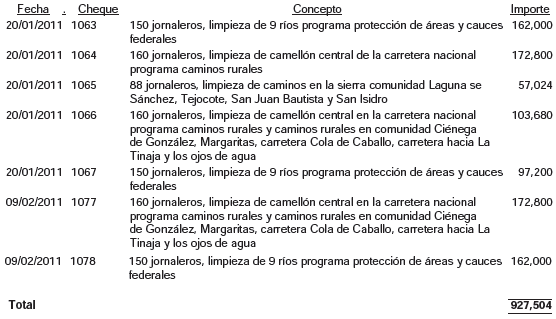 Fecha . Cheque Concepto Importe
20/01/2011 1063 150 jornaleros, limpieza de 9 ríos programa protección de áreas y cauces 162,000
federales
20/01/2011 1064 160 jornaleros, limpieza de camellón central de la carretera nacional 172,800
programa caminos rurales
20/01/2011 1065 88 jornaleros, limpieza de caminos en la sierra comunidad Laguna se 57,024
Sánchez, Tejocote, San Juan Bautista y San Isidro
20/01/2011 1066 160 jornaleros, limpieza de camellón central en la carretera nacional 103,680
programa caminos rurales y caminos rurales en comunidad Ciénega
de González, Margaritas, carretera Cola de Caballo, carretera hacia La
Tinaja y los ojos de agua
20/01/2011 1067 150 jornaleros, limpieza de 9 ríos programa protección de áreas y cauces 97,200
federales
09/02/2011 1077 160 jornaleros, limpieza de camellón central en la carretera nacional 172,800
programa caminos rurales y caminos rurales en comunidad Ciénega
de González, Margaritas, carretera Cola de Caballo, carretera hacia La
Tinaja y los ojos de agua
09/02/2011 1078 150 jornaleros, limpieza de 9 ríos programa protección de áreas y cauces 162,000
federales
Total 927,504